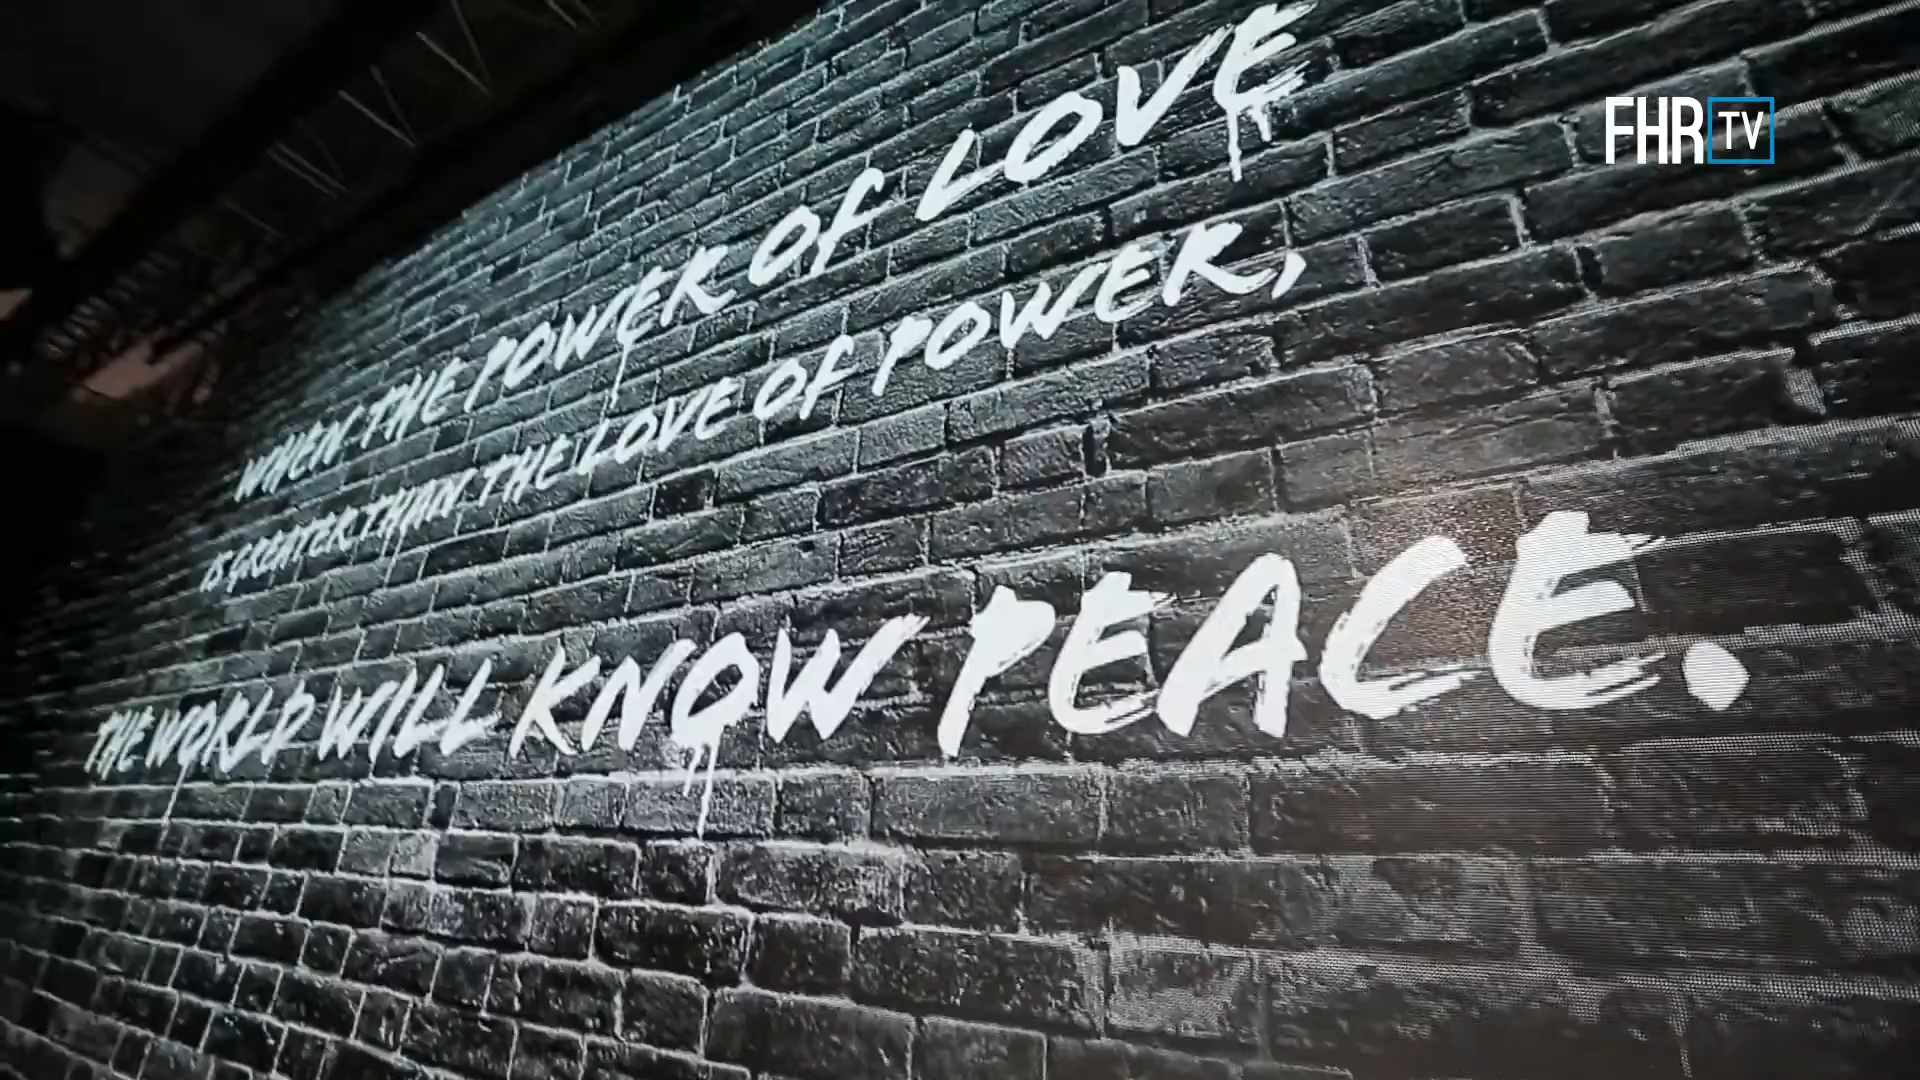 FHR TV
WHEN THE POWER OF LOVE
IS GREATER THAN THE LOVE OF POWER,
THE WORLD WILL KNOW PEACE.